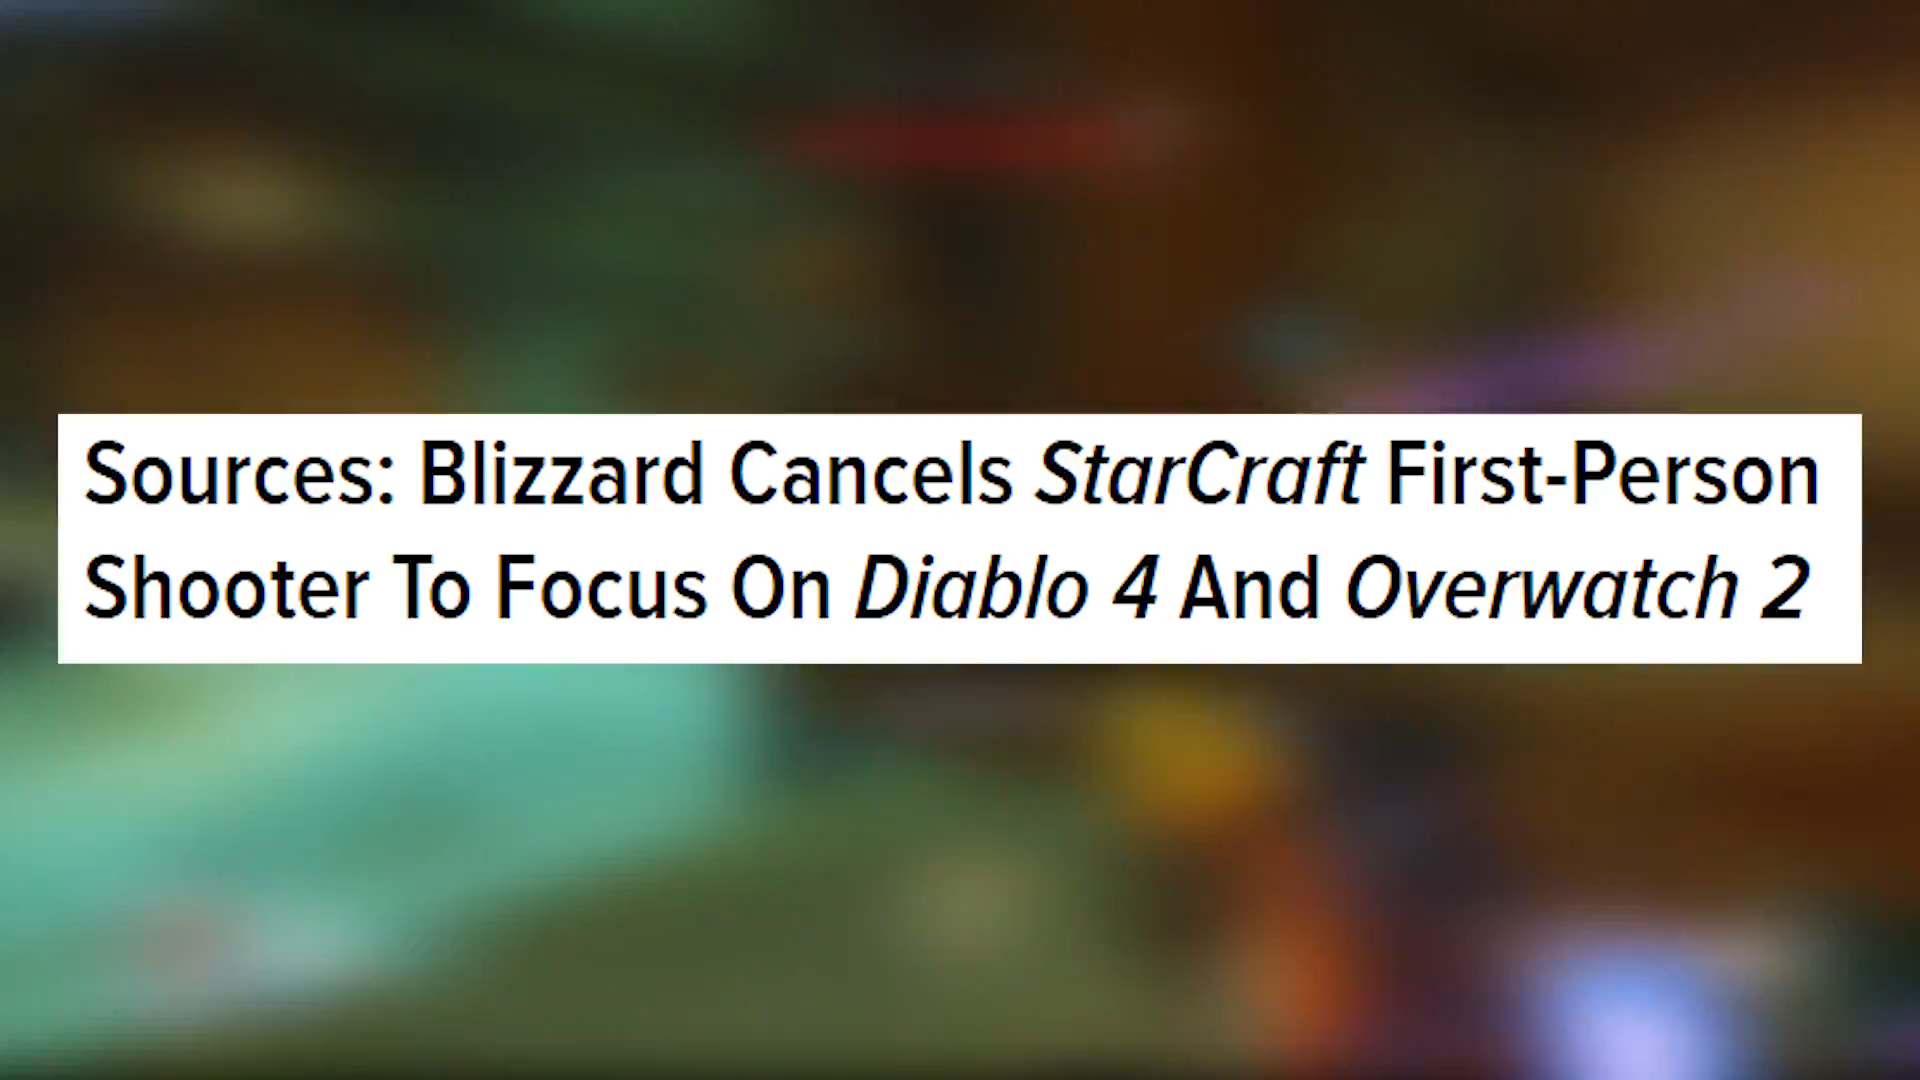 Sources: Blizzard Cancels StarCraft First-Person
Shooter To Focus On Diablo 4 And Overwatch 2